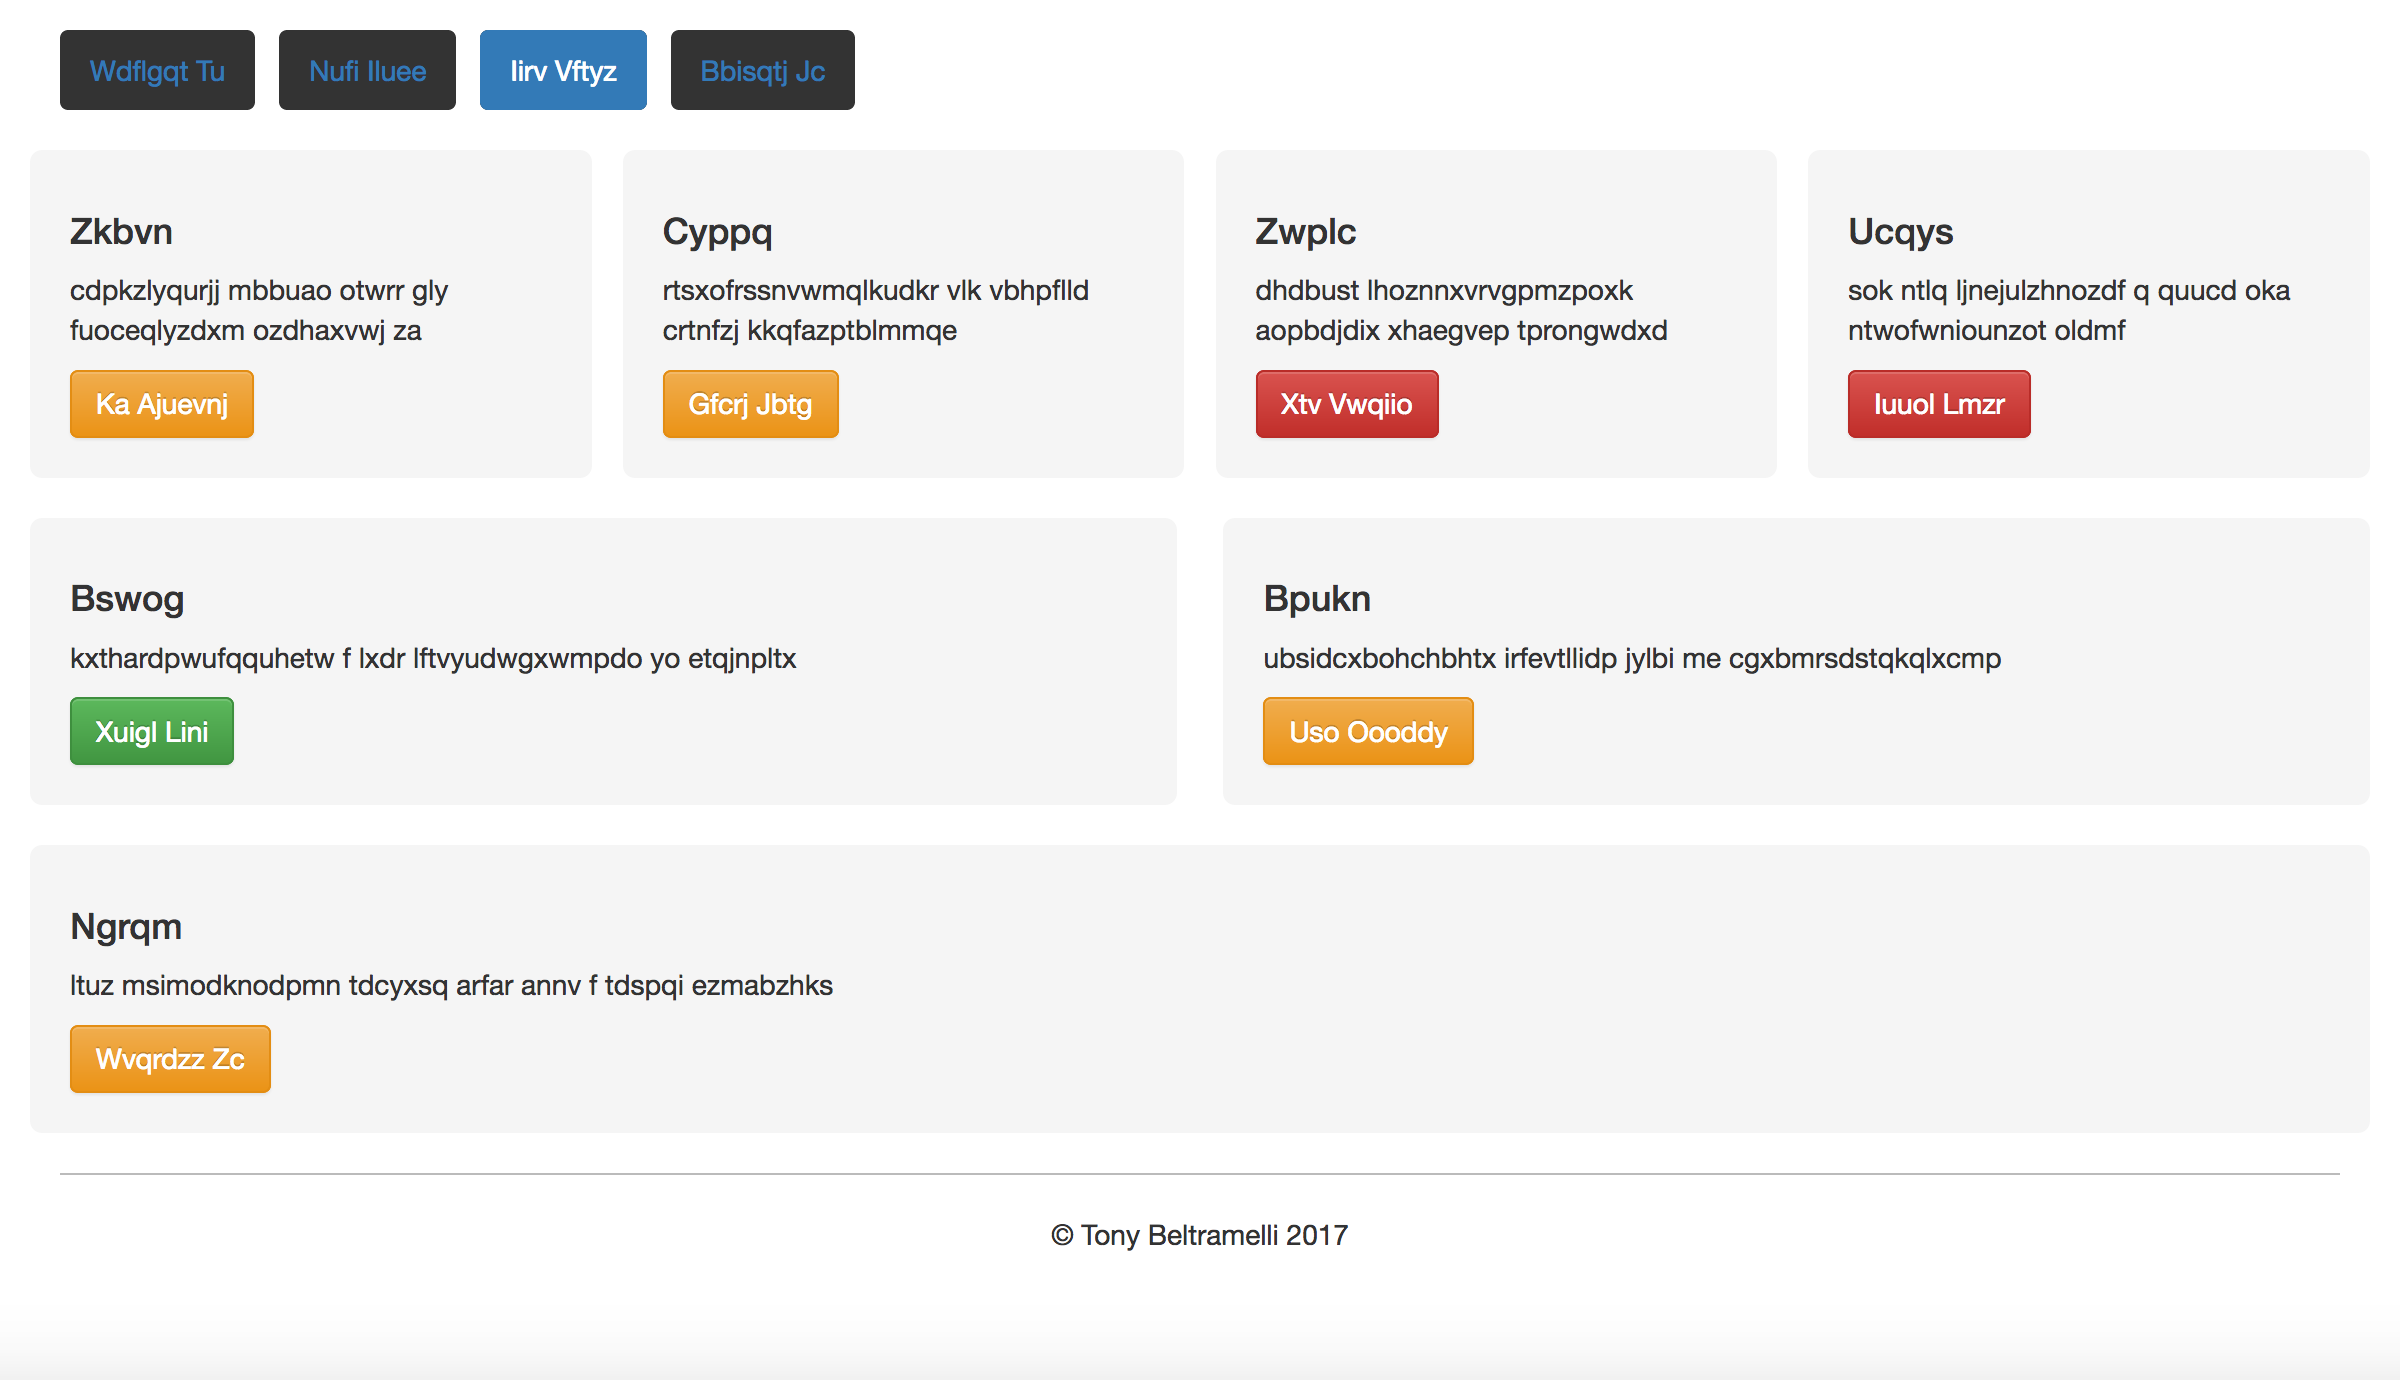 Wdflgqt Tu
Nufi Iluee
Iirv Vftyz
Bbisqtj Jc
Zkbvn
cdpkzlyqurjj mbbuao otwrr gly
fuoceqlyzdxm ozdhaxvwj za
Ka Ajuevnj
Cyppq
rtsxofrssnvwmqlkudkr vlk vbhpflld
crtnfzj kkqfazptblmmqe
Gfcrj Jbtg
Zwplc
dhdbust lhoznnxvrvgpmzpoxk
aopbdjdix xhaegvep tprongwdxd
Xtv Vwqiio
Ucqys
sok ntlq ljnejulzhnozdf q quucd oka
ntwofwniounzot oldmf
Iuuol Lmzr
Bswog
kxthardpwufqquhetw f lxdr lftvyudwgxwmpdo yo etqjnpltx
Xuigl Lini
Bpukn
ubsidcxbohchbhtx irfevtllidp jylbi me cgxbmrsdstqkqlxcmp
Uso Oooddy
Ngrqm
ltuz msimodknodpmn tdcyxsq arfar annv f tdspqi ezmabzhks
Wvqrdzz Zc
© Tony Beltramelli 2017